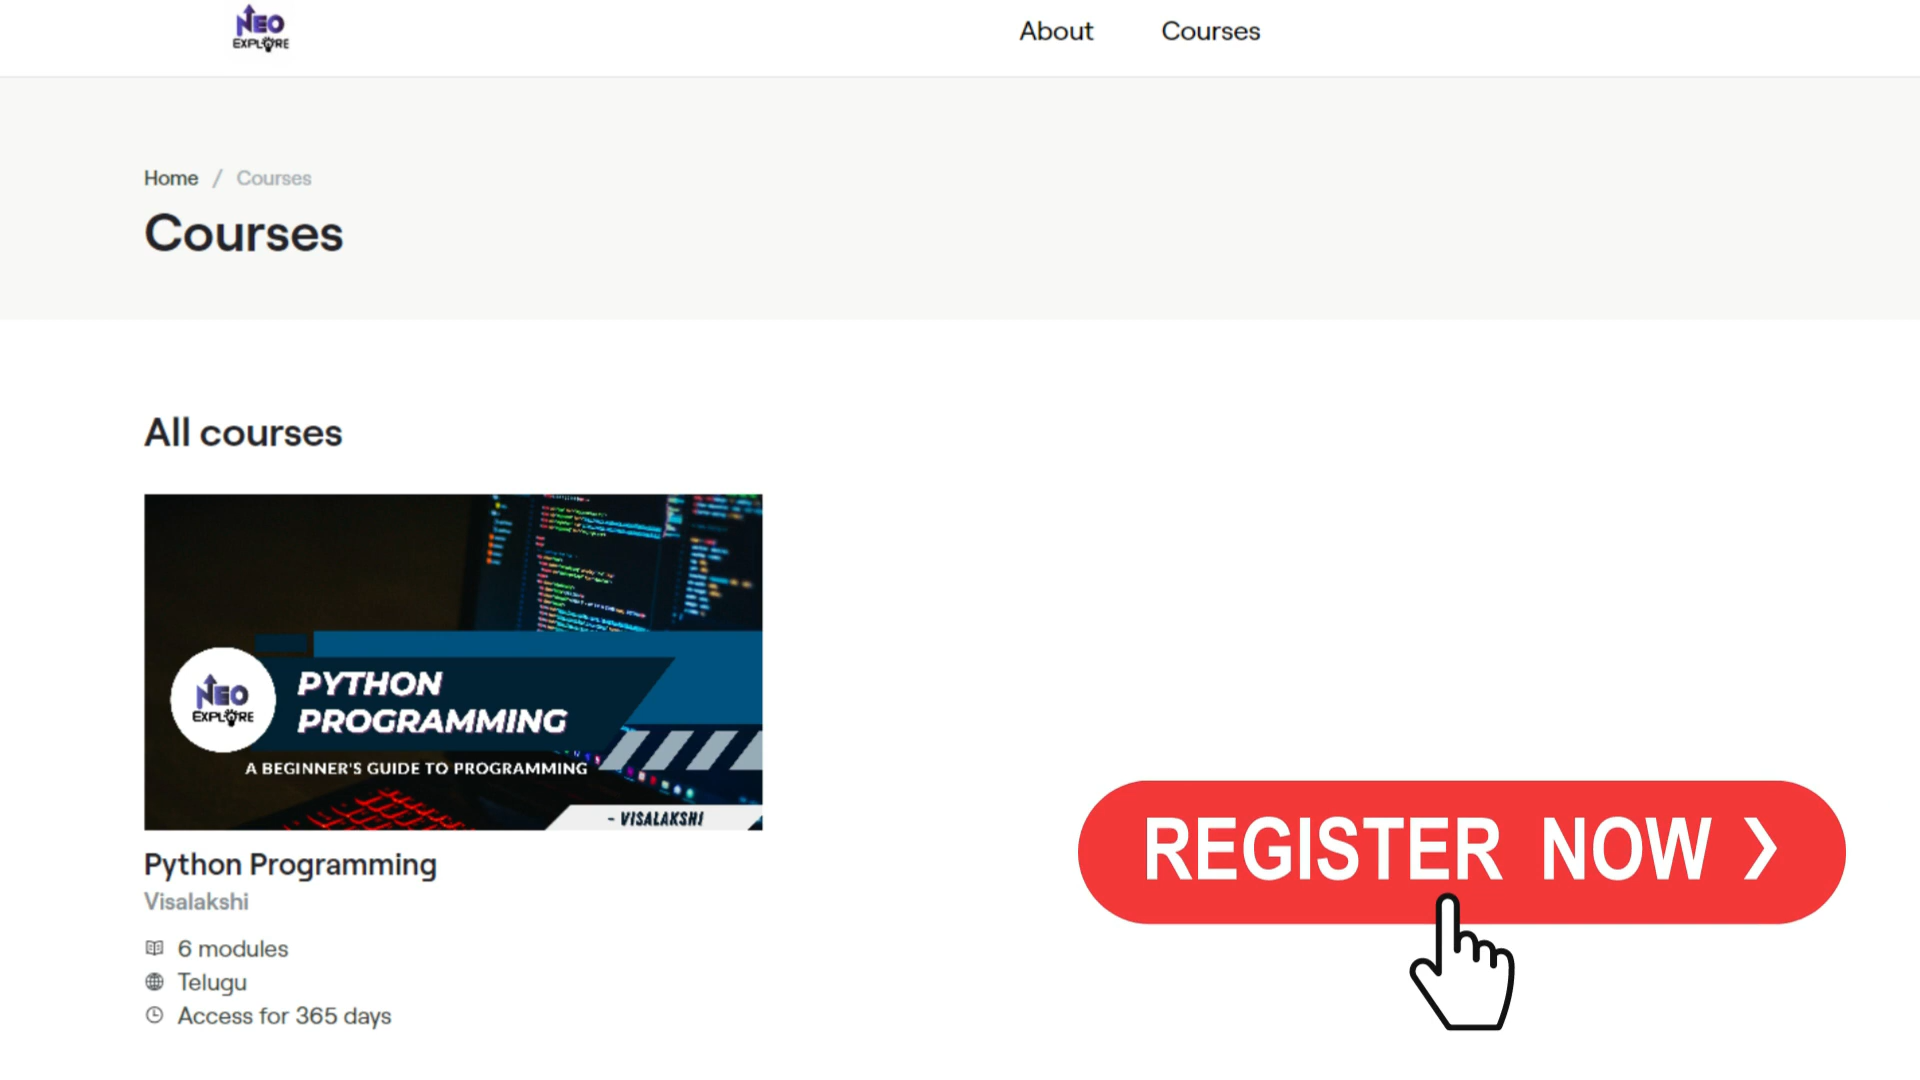 NEO
EXPLORE
About
Courses
Home / Courses
Courses
All courses
NEO
EXPLORE
PYTHON
PROGRAMMING
A BEGINNER'S GUIDE TO PROGRAMMING
- VISALAKSHI
Python Programming
Visalakshi
6 modules
Telugu
Access for 365 days
REGISTER NOW ❯